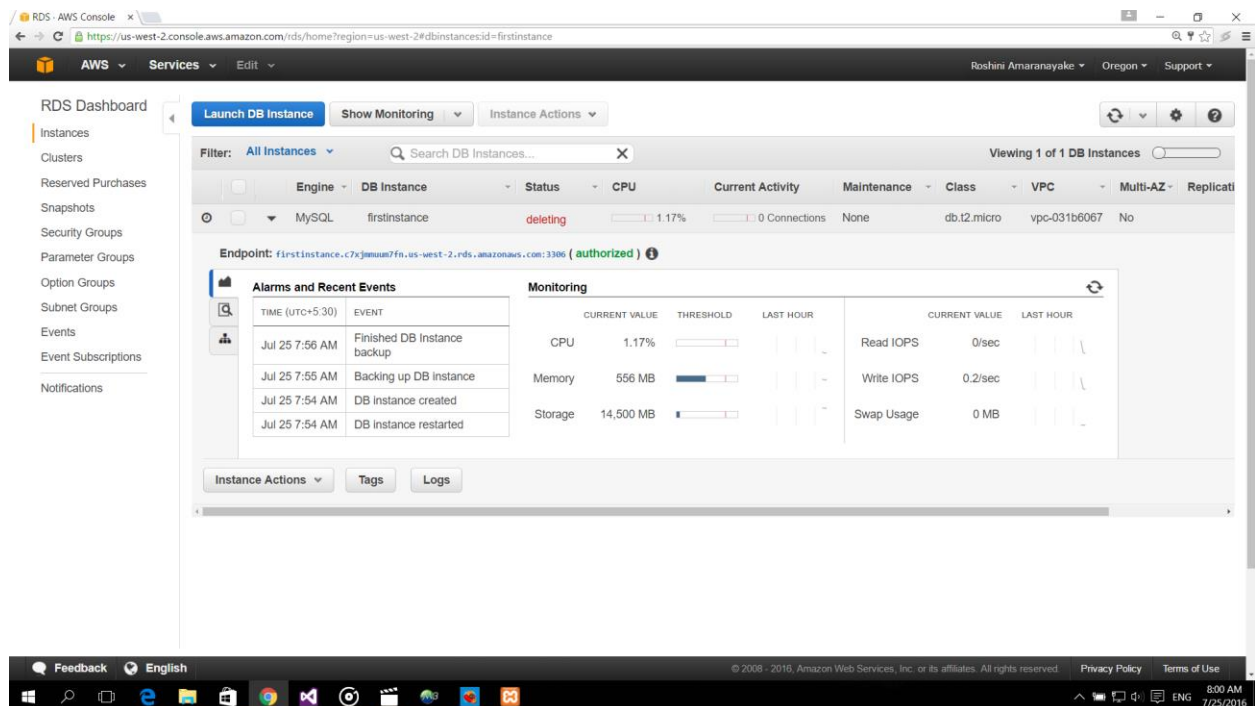 RDS · AWS Console
https://us-west-2.console.aws.amazon.com/rds/home?region=us-west-2#dbinstances:id=firstinstance
AWS Services Edit Roshini Amaranayake Oregon Support
RDS Dashboard
Instances
Clusters
Reserved Purchases
Snapshots
Security Groups
Parameter Groups
Option Groups
Subnet Groups
Events
Event Subscriptions
Notifications
Launch DB Instance Show Monitoring Instance Actions
Filter: All Instances Search DB Instances... X Viewing 1 of 1 DB Instances
Engine DB Instance Status CPU Current Activity Maintenance Class VPC Multi-AZ Replicati
MySQL firstinstance deleting 1.17% 0 Connections None db.t2.micro vpc-031b6067 No
Endpoint: firstinstance.c7xjmmuum7fn.us-west-2.rds.amazonaws.com:3306 ( authorized )
Alarms and Recent Events
TIME (UTC+5:30) EVENT
Jul 25 7:56 AM Finished DB Instance backup
Jul 25 7:55 AM Backing up DB instance
Jul 25 7:54 AM DB instance created
Jul 25 7:54 AM DB instance restarted
Monitoring
CURRENT VALUE THRESHOLD LAST HOUR CURRENT VALUE LAST HOUR
CPU 1.17% Read IOPS 0/sec
Memory 556 MB Write IOPS 0.2/sec
Storage 14,500 MB Swap Usage 0 MB
Instance Actions Tags Logs
Feedback English © 2008 - 2016, Amazon Web Services, Inc. or its affiliates. All rights reserved. Privacy Policy Terms of Use
ENG 8:00 AM
7/25/2016